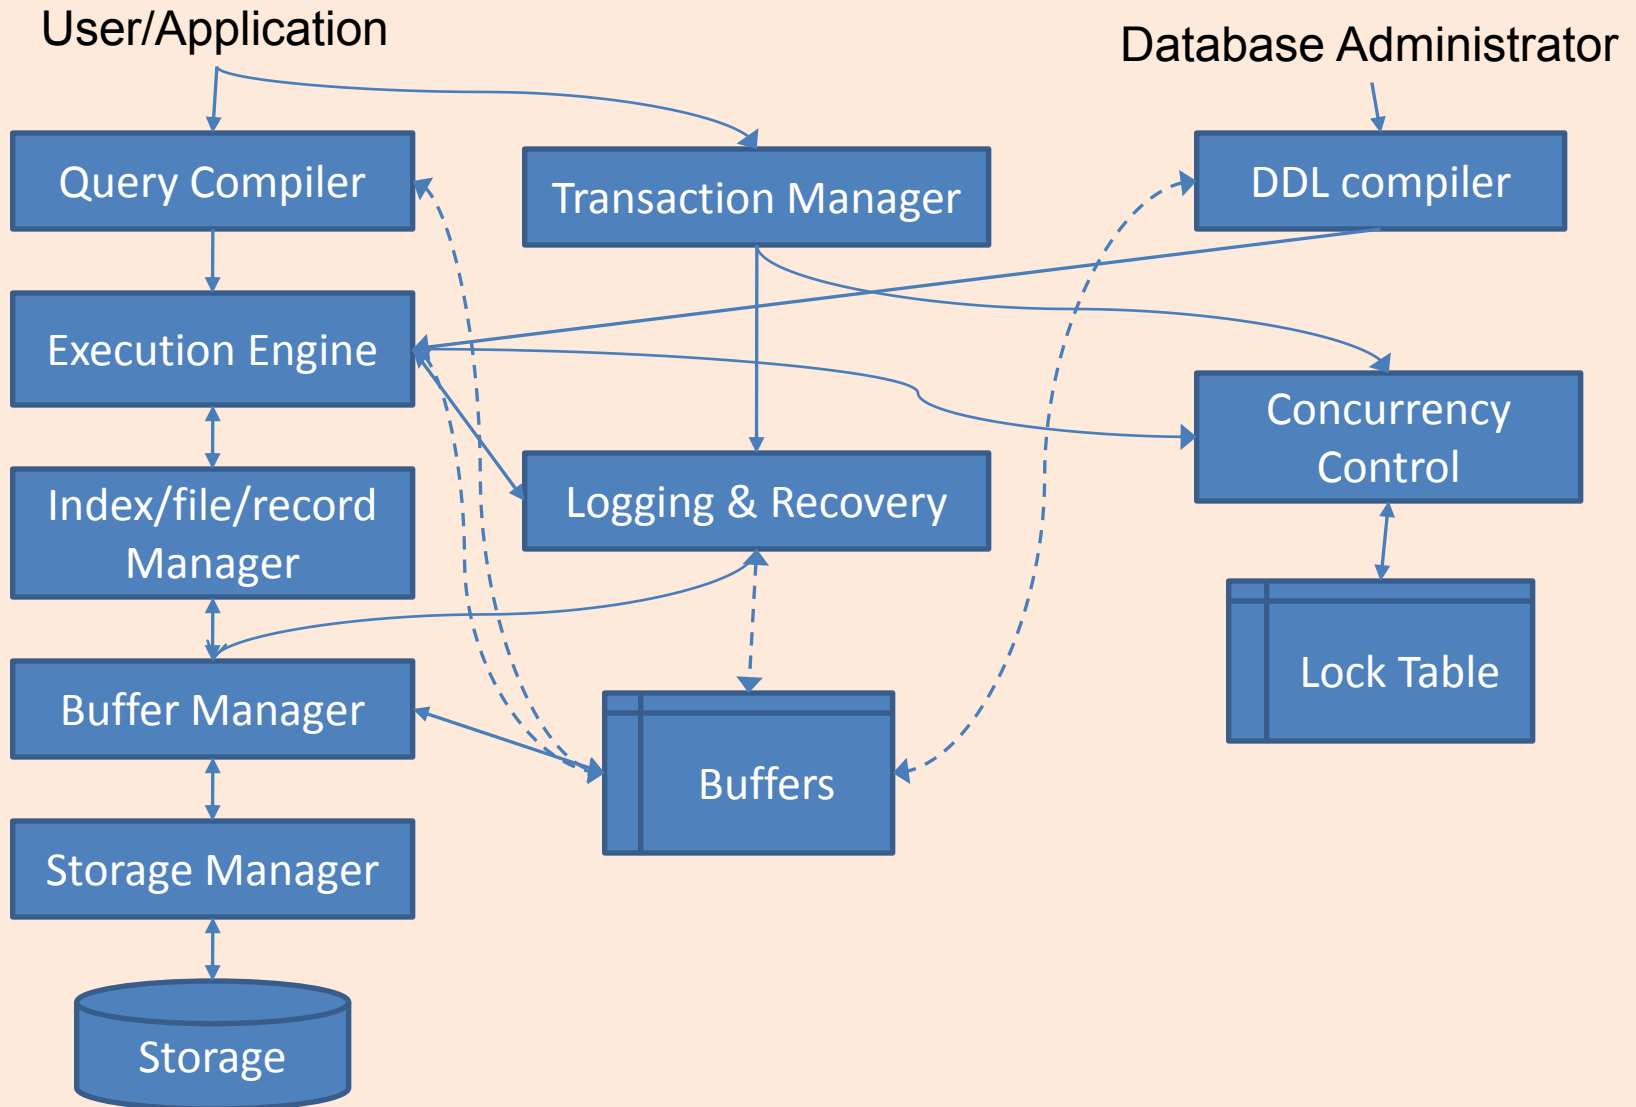 User/Application
Database Administrator
Query Compiler
Transaction Manager
DDL compiler
Execution Engine
Concurrency
Control
Index/file/record
Manager
Logging & Recovery
Lock Table
Buffer Manager
Buffers
Storage Manager
Storage